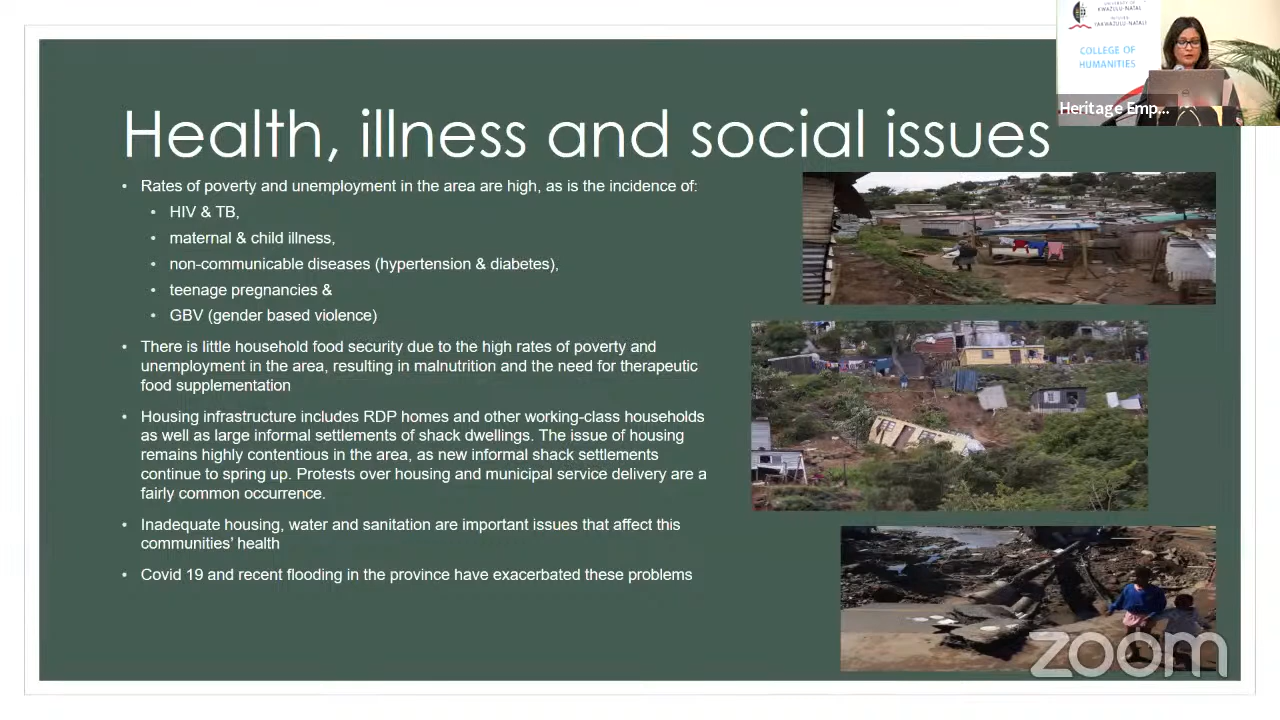 UNIVERSITY OF
KWAZULU-NATAL
INYUVESI
YAKWAZULU-NATALI
COLLEGE OF
HUMANITIES
Heritage Emp...
Health, illness and social issues
• Rates of poverty and unemployment in the area are high, as is the incidence of:
• HIV & TB,
• maternal & child illness,
• non-communicable diseases (hypertension & diabetes),
• teenage pregnancies &
• GBV (gender based violence)
• There is little household food security due to the high rates of poverty and
unemployment in the area, resulting in malnutrition and the need for therapeutic
food supplementation
• Housing infrastructure includes RDP homes and other working-class households
as well as large informal settlements of shack dwellings. The issue of housing
remains highly contentious in the area, as new informal shack settlements
continue to spring up. Protests over housing and municipal service delivery are a
fairly common occurrence.
• Inadequate housing, water and sanitation are important issues that affect this
communities' health
• Covid 19 and recent flooding in the province have exacerbated these problems
zoom